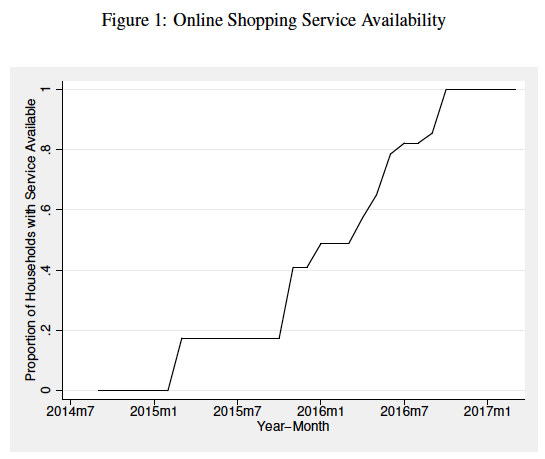 Figure 1: Online Shopping Service Availability
Proportion of Households with Service Available
1
.8
.6
.4
.2
0
2014m7 2015m1 2015m7 2016m1 2016m7 2017m1
Year−Month